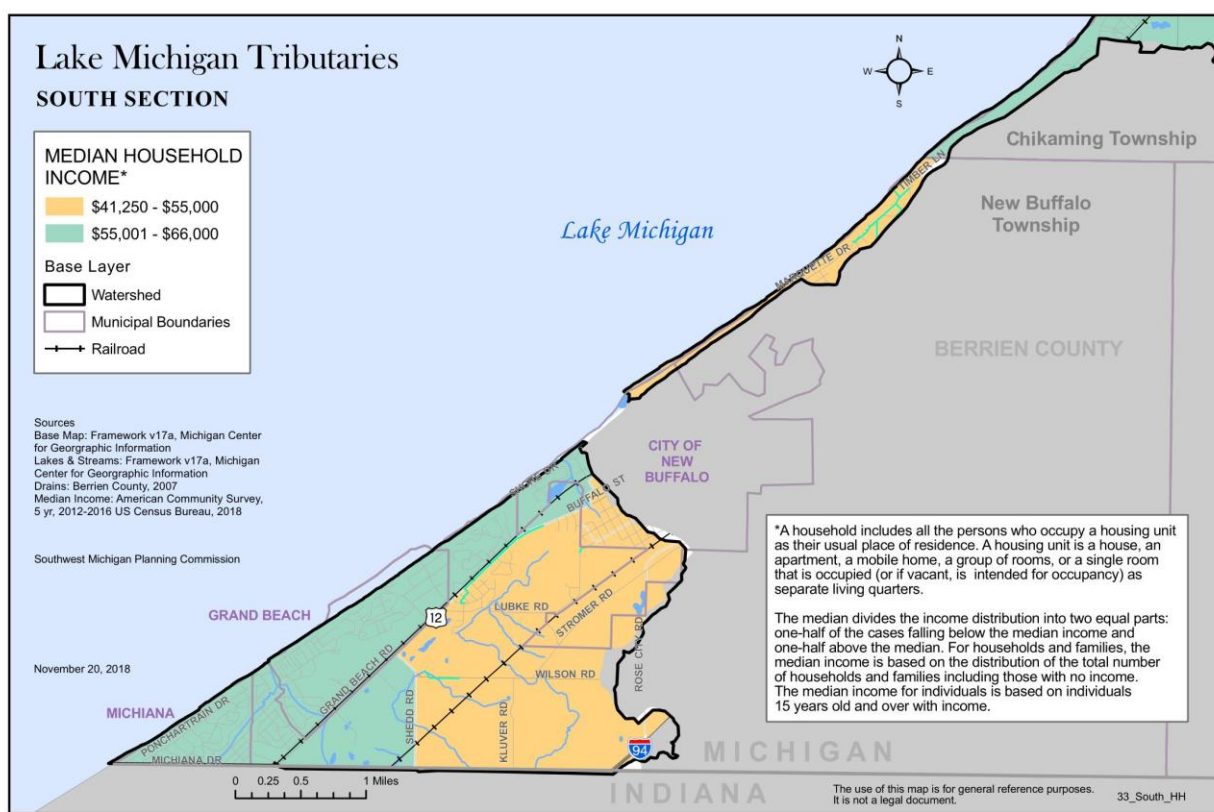 Lake Michigan Tributaries
SOUTH SECTION
MEDIAN HOUSEHOLD
INCOME*
$41,250 - $55,000
$55,001 - $66,000
Base Layer
Watershed
Municipal Boundaries
Railroad
Sources
Base Map: Framework v17a, Michigan Center
for Georgraphic Information
Lakes & Streams: Framework v17a, Michigan
Center for Georgraphic Information
Drains: Berrien County, 2007
Median Income: American Community Survey,
5 yr, 2012-2016 US Census Bureau, 2018
Southwest Michigan Planning Commission
November 20, 2018
N
W
E
S
Chikaming Township
TIMBER LN
New Buffalo
Township
Lake Michigan
MARQUETTE DR
BERRIEN COUNTY
CITY OF
NEW
BUFFALO
SHORE DR
BUFFALO ST
GRAND BEACH
12
LUBKE RD
STROMER RD
ROSE CITY RD
WILSON RD
GRAND BEACH RD
SHEDD RD
KLUVER RD
MICHIANA
PONCHARTRAIN DR
MICHIANA DR
94
MICHIGAN
INDIANA
0 0.25 0.5 1 Miles
*A household includes all the persons who occupy a housing unit
as their usual place of residence. A housing unit is a house, an
apartment, a mobile home, a group of rooms, or a single room
that is occupied (or if vacant, is intended for occupancy) as
separate living quarters.
The median divides the income distribution into two equal parts:
one-half of the cases falling below the median income and
one-half above the median. For households and families, the
median income is based on the distribution of the total number
of households and families including those with no income.
The median income for individuals is based on individuals
15 years old and over with income.
The use of this map is for general reference purposes.
It is not a legal document.
33_South_HH